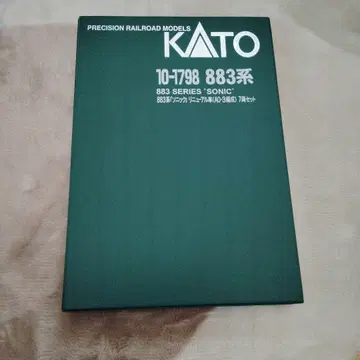 PRECISION RAILROAD MODELS
KATO
10-1798 883系
883 SERIES "SONIC"
883系「ソニック」リニューアル車(AO-3編成) 7両セット